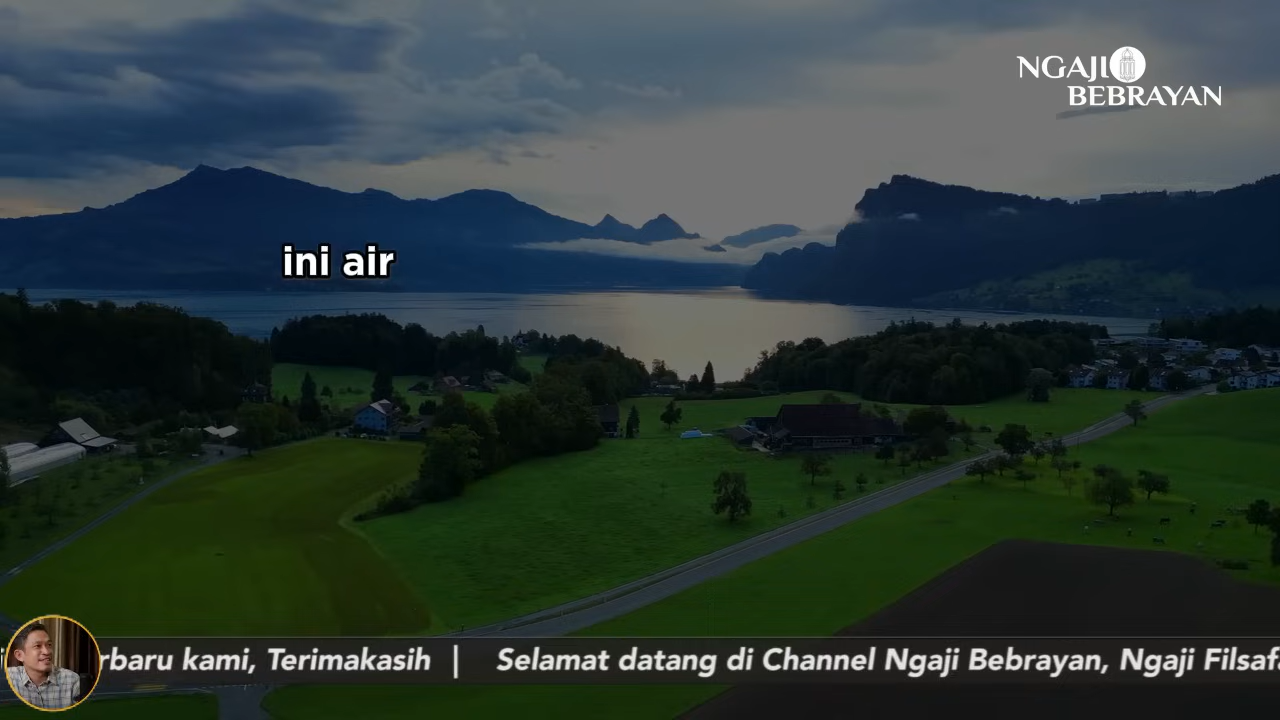 NGAJI
BEBRAYAN
ini air
rbaru kami, Terimakasih | Selamat datang di Channel Ngaji Bebrayan, Ngaji Filsaf